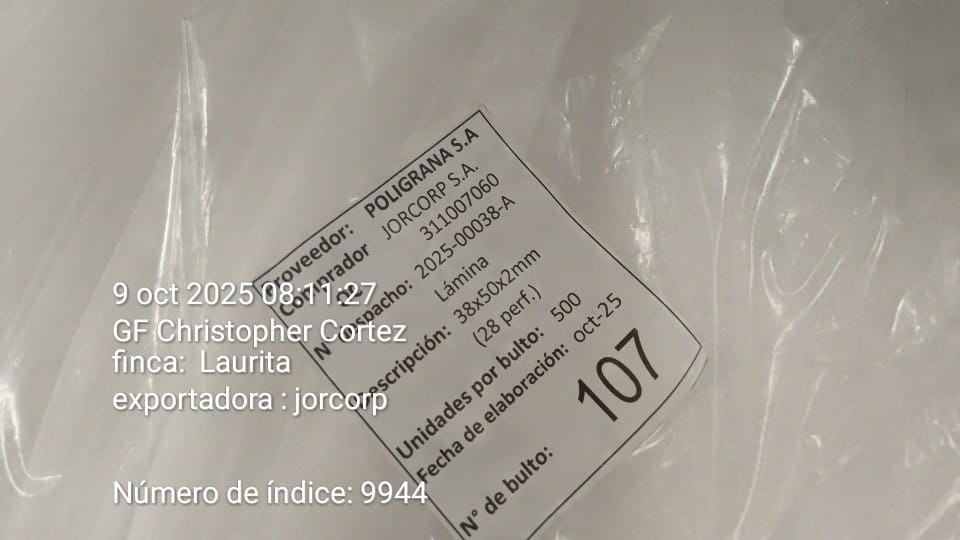 Proveedor: POLIGRANA S.A
Comprador JORCORP S.A.
311007060
N° Despacho: 2025-00038-A
Descripción: Lámina
38x50x2mm
(28 perf.)
Unidades por bulto: 500
Fecha de elaboración: oct-25
N° de bulto: 107
9 oct 2025 08:11:27
GF Christopher Cortez
finca: Laurita
exportadora : jorcorp
Número de índice: 9944